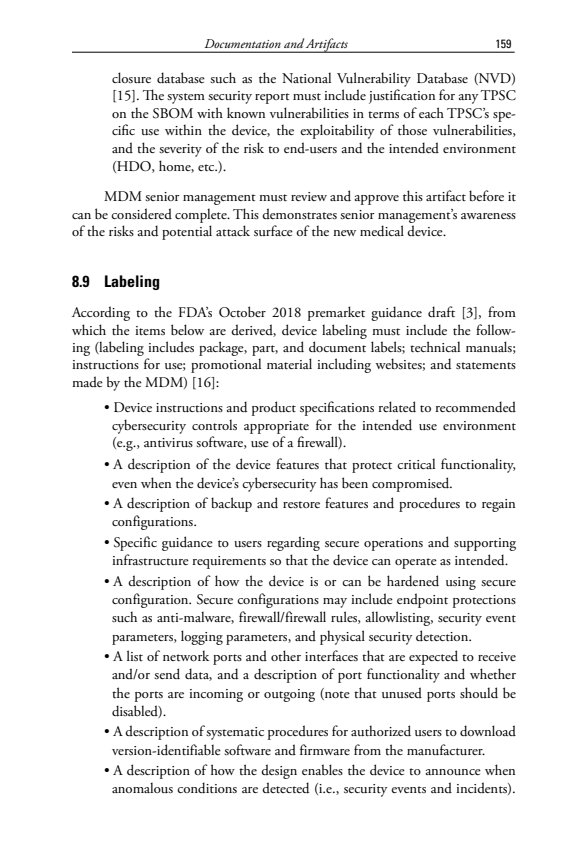 Documentation and Artifacts 159
closure database such as the National Vulnerability Database (NVD)
[15]. The system security report must include justification for any TPSC
on the SBOM with known vulnerabilities in terms of each TPSC’s spe-
cific use within the device, the exploitability of those vulnerabilities,
and the severity of the risk to end-users and the intended environment
(HDO, home, etc.).
MDM senior management must review and approve this artifact before it
can be considered complete. This demonstrates senior management’s awareness
of the risks and potential attack surface of the new medical device.
8.9 Labeling
According to the FDA’s October 2018 premarket guidance draft [3], from
which the items below are derived, device labeling must include the follow-
ing (labeling includes package, part, and document labels; technical manuals;
instructions for use; promotional material including websites; and statements
made by the MDM) [16]:
• Device instructions and product specifications related to recommended
cybersecurity controls appropriate for the intended use environment
(e.g., antivirus software, use of a firewall).
• A description of the device features that protect critical functionality,
even when the device’s cybersecurity has been compromised.
• A description of backup and restore features and procedures to regain
configurations.
• Specific guidance to users regarding secure operations and supporting
infrastructure requirements so that the device can operate as intended.
• A description of how the device is or can be hardened using secure
configuration. Secure configurations may include endpoint protections
such as anti-malware, firewall/firewall rules, allowlisting, security event
parameters, logging parameters, and physical security detection.
• A list of network ports and other interfaces that are expected to receive
and/or send data, and a description of port functionality and whether
the ports are incoming or outgoing (note that unused ports should be
disabled).
• A description of systematic procedures for authorized users to download
version-identifiable software and firmware from the manufacturer.
• A description of how the design enables the device to announce when
anomalous conditions are detected (i.e., security events and incidents).